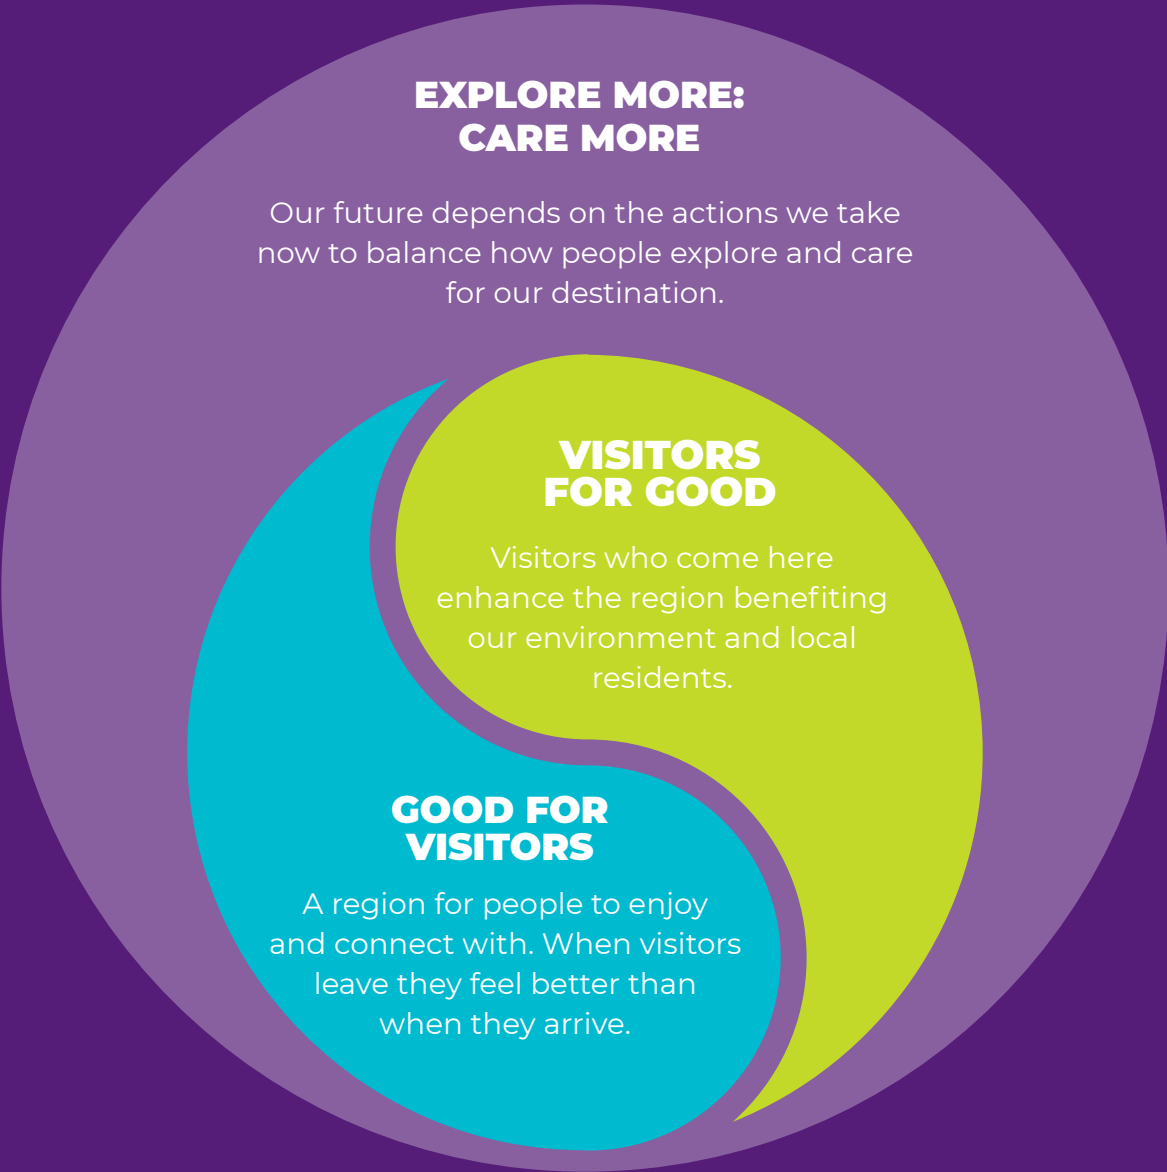 EXPLORE MORE:
CARE MORE
Our future depends on the actions we take
now to balance how people explore and care
for our destination.
VISITORS
FOR GOOD
Visitors who come here
enhance the region benefiting
our environment and local
residents.
GOOD FOR
VISITORS
A region for people to enjoy
and connect with. When visitors
leave they feel better than
when they arrive.